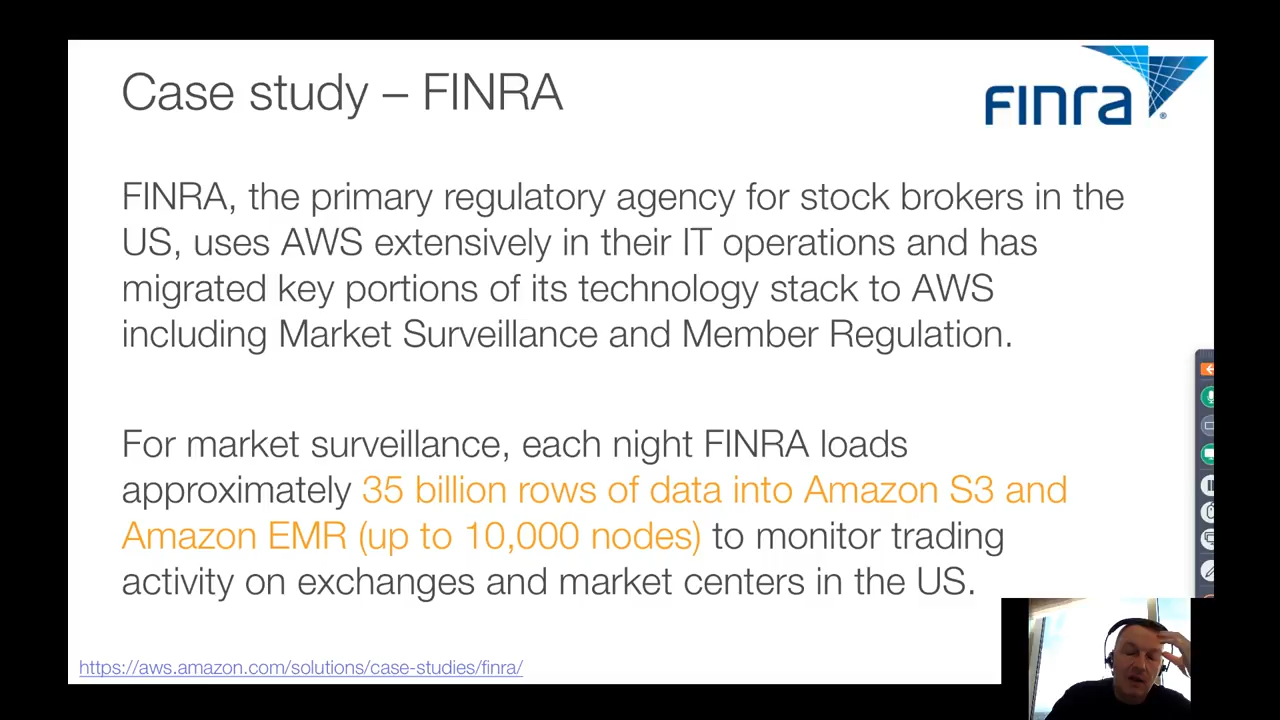 Case study – FINRA
finra
®
FINRA, the primary regulatory agency for stock brokers in the
US, uses AWS extensively in their IT operations and has
migrated key portions of its technology stack to AWS
including Market Surveillance and Member Regulation.
For market surveillance, each night FINRA loads
approximately 35 billion rows of data into Amazon S3 and
Amazon EMR (up to 10,000 nodes) to monitor trading
activity on exchanges and market centers in the US.
https://aws.amazon.com/solutions/case-studies/finra/